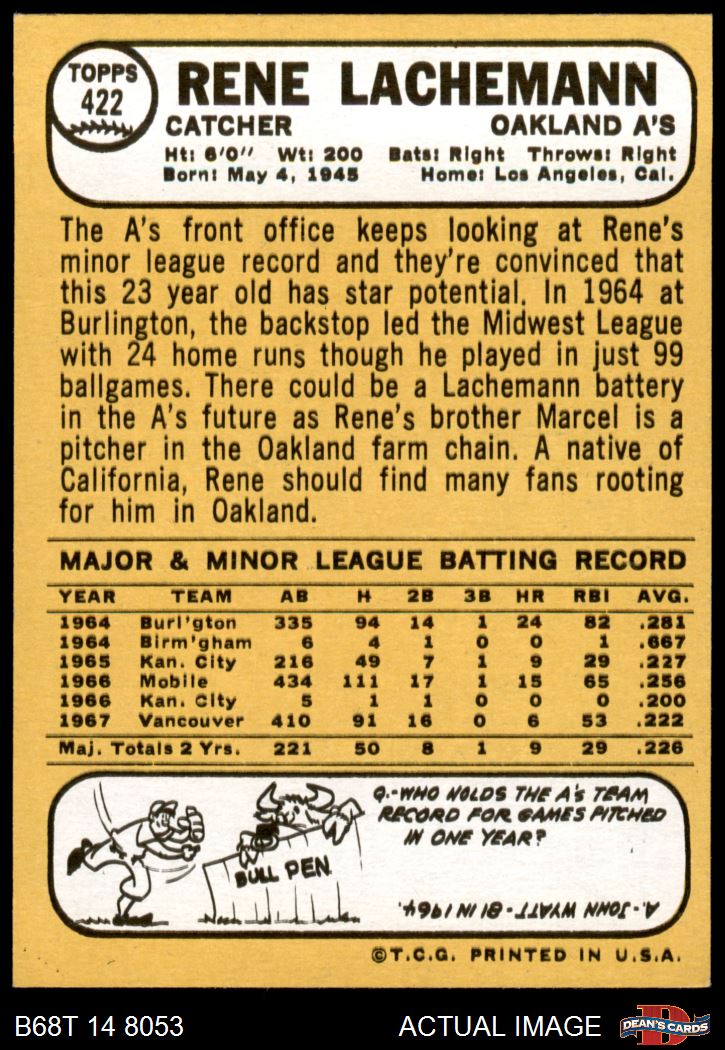 TOPPS
422
RENE LACHEMANN
CATCHER OAKLAND A'S
Ht: 6'0" Wt: 200 Bats: Right Throws: Right
Born: May 4, 1945 Home: Los Angeles, Cal.
The A's front office keeps looking at Rene's
minor league record and they're convinced that
this 23 year old has star potential. In 1964 at
Burlington, the backstop led the Midwest League
with 24 home runs though he played in just 99
ballgames. There could be a Lachemann battery
in the A's future as Rene's brother Marcel is a
pitcher in the Oakland farm chain. A native of
California, Rene should find many fans rooting
for him in Oakland.
MAJOR & MINOR LEAGUE BATTING RECORD
YEAR TEAM AB H 2B 3B HR RBI AVG.
1964 Burl'gton 335 94 14 1 24 82 .281
1964 Birm'gham 6 4 1 0 0 1 .667
1965 Kan. City 216 49 7 1 9 29 .227
1966 Mobile 434 111 17 1 15 65 .256
1966 Kan. City 5 1 1 0 0 0 .200
1967 Vancouver 410 91 16 0 6 53 .222
Maj. Totals 2 Yrs. 221 50 8 1 9 29 .226
BULL PEN
Q.-WHO HOLDS THE A's TEAM
RECORD FOR GAMES PITCHED
IN ONE YEAR?
A.-JOHN WYATT-81 IN 1964.
©T.C.G. PRINTED IN U.S.A.
B68T 14 8053 ACTUAL IMAGE
D
DEAN'S CARDS